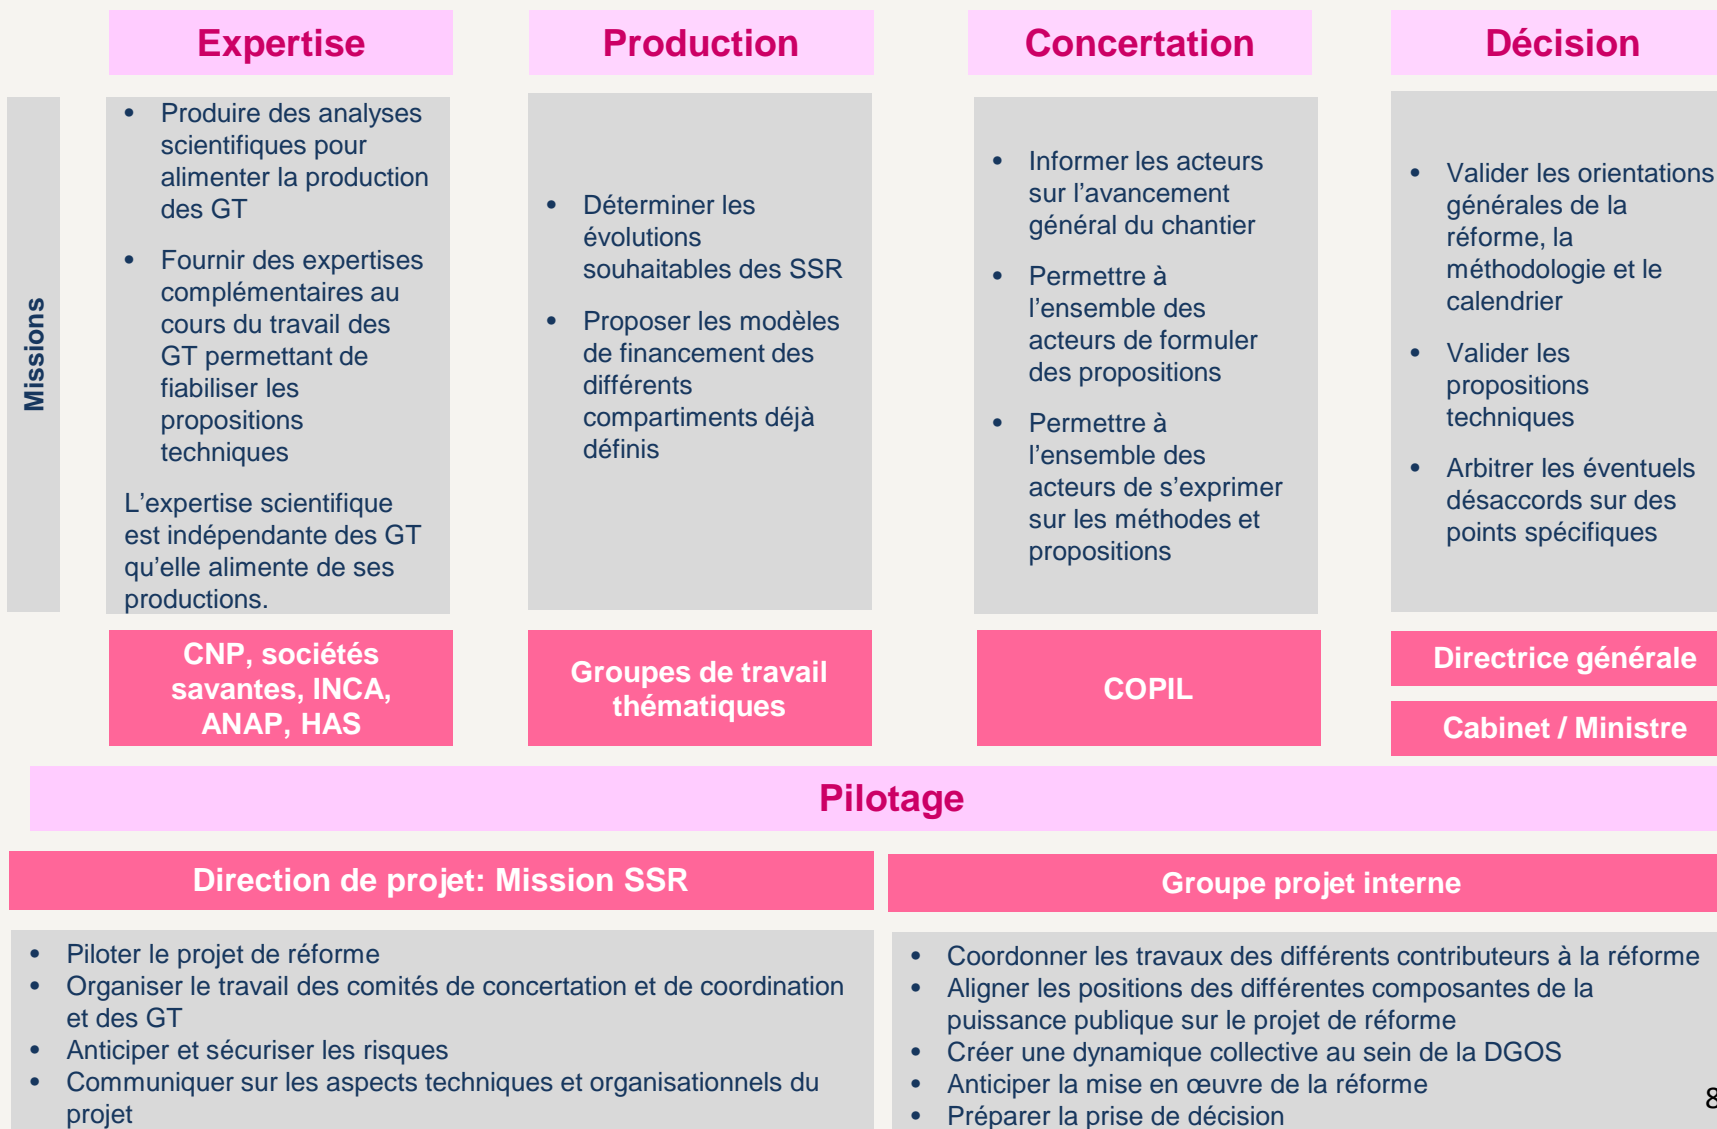 Expertise
Production
Concertation
Décision
Missions
• Produire des analyses
scientifiques pour
alimenter la production
des GT
• Fournir des expertises
complémentaires au
cours du travail des
GT permettant de
fiabiliser les
propositions
techniques
L’expertise scientifique
est indépendante des GT
qu’elle alimente de ses
productions.
• Déterminer les
évolutions
souhaitables des SSR
• Proposer les modèles
de financement des
différents
compartiments déjà
définis
• Informer les acteurs
sur l’avancement
général du chantier
• Permettre à
l’ensemble des
acteurs de formuler
des propositions
• Permettre à
l’ensemble des
acteurs de s’exprimer
sur les méthodes et
propositions
• Valider les orientations
générales de la
réforme, la
méthodologie et le
calendrier
• Valider les
propositions
techniques
• Arbitrer les éventuels
désaccords sur des
points spécifiques
CNP, sociétés
savantes, INCA,
ANAP, HAS
Groupes de travail
thématiques
COPIL
Directrice générale
Cabinet / Ministre
Pilotage
Direction de projet: Mission SSR
Groupe projet interne
• Piloter le projet de réforme
• Organiser le travail des comités de concertation et de coordination
et des GT
• Anticiper et sécuriser les risques
• Communiquer sur les aspects techniques et organisationnels du
projet
• Coordonner les travaux des différents contributeurs à la réforme
• Aligner les positions des différentes composantes de la
puissance publique sur le projet de réforme
• Créer une dynamique collective au sein de la DGOS
• Anticiper la mise en œuvre de la réforme
• Préparer la prise de décision
8